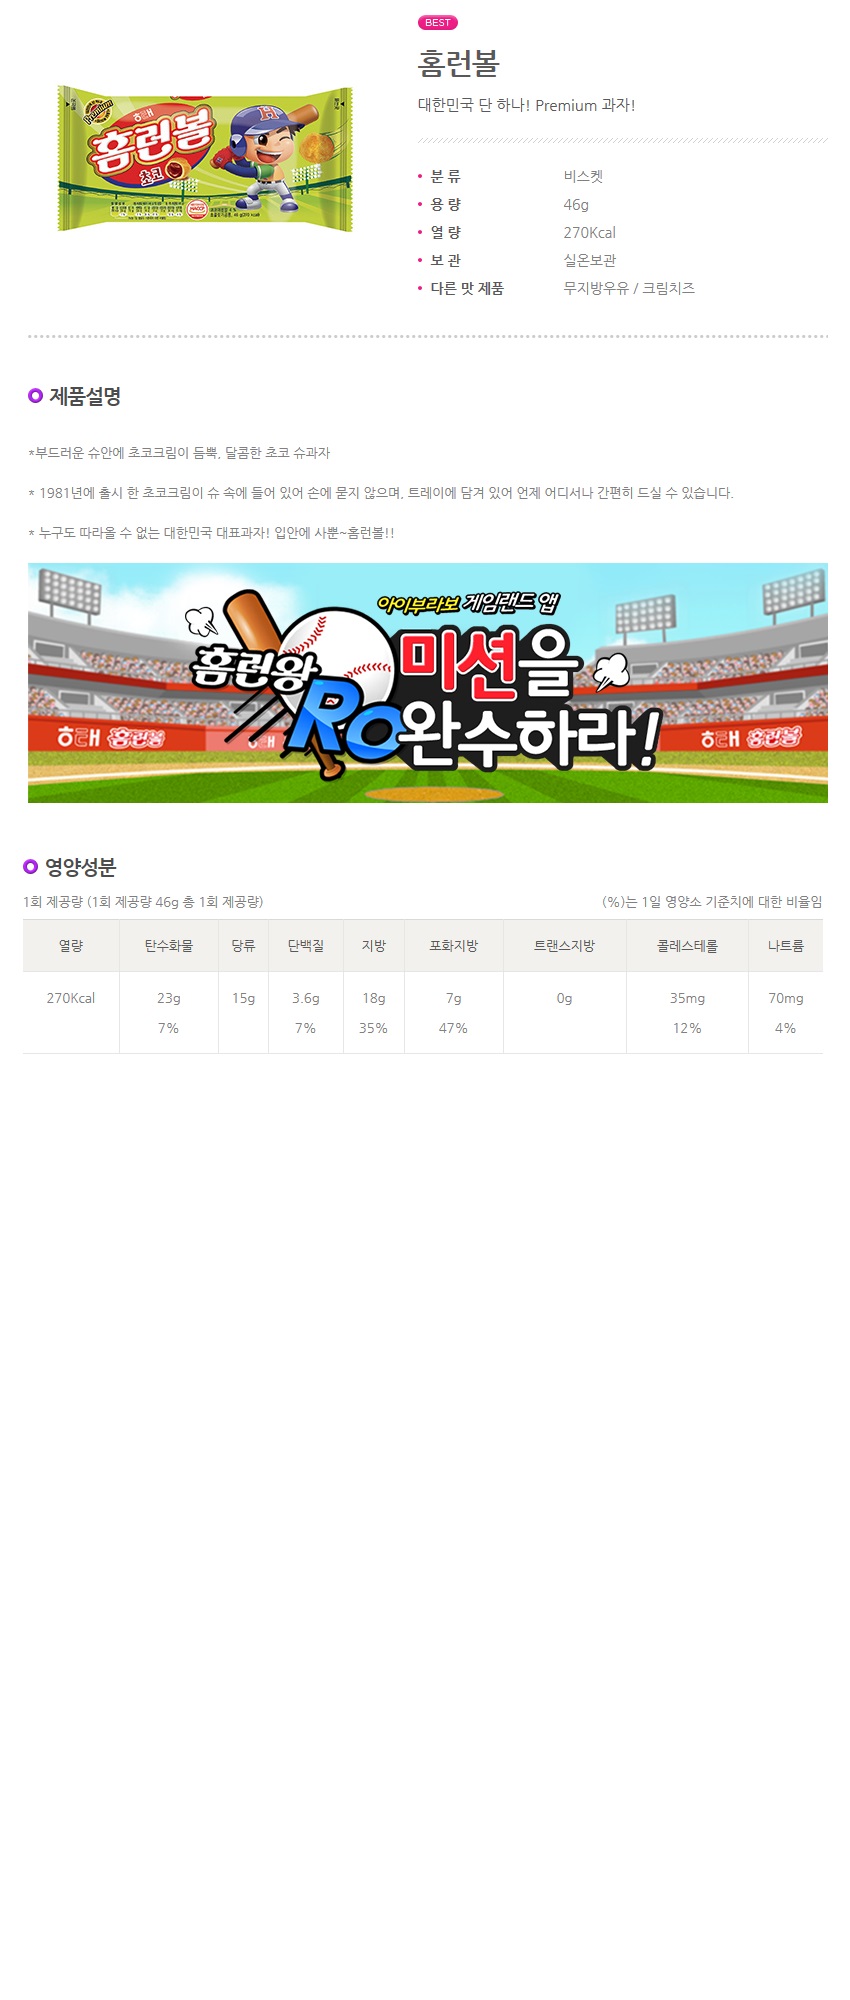 BEST
홈런볼
대한민국 단 하나! Premium 과자!
Premium
해태
홈런볼
초코
H
HACCP
분 류 비스켓
용 량 46g
열 량 270Kcal
보 관 실온보관
다른 맛 제품 무지방우유 / 크림치즈
제품설명
*부드러운 슈안에 초코크림이 듬뿍, 달콤한 초코 슈과자
* 1981년에 출시 한 초코크림이 슈 속에 들어 있어 손에 묻지 않으며, 트레이에 담겨 있어 언제 어디서나 간편히 드실 수 있습니다.
* 누구도 따라올 수 없는 대한민국 대표과자! 입안에 사뿐~홈런볼!!
아이부라보 게임랜드 앱
홈런왕 미션을
RO 완수하라!
해태 홈런볼 해태 해태 홈런볼
영양성분
1회 제공량 (1회 제공량 46g 총 1회 제공량) (%)는 1일 영양소 기준치에 대한 비율임
열량 탄수화물 당류 단백질 지방 포화지방 트랜스지방 콜레스테롤 나트륨
270Kcal 23g 15g 3.6g 18g 7g 0g 35mg 70mg
7% 7% 35% 47% 12% 4%